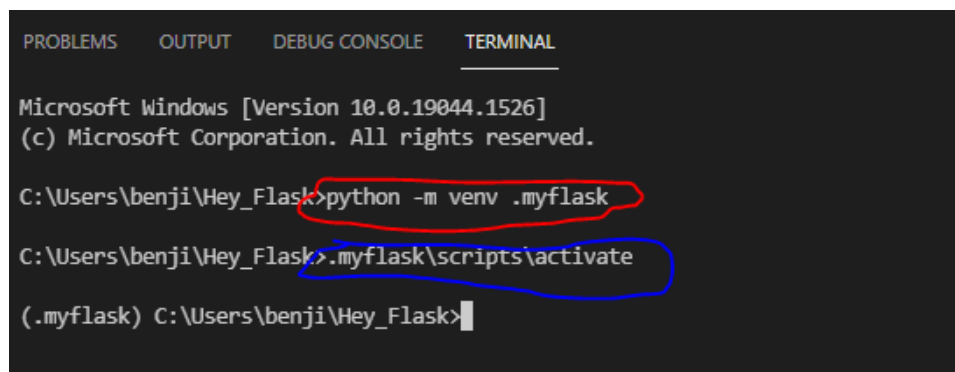 PROBLEMS OUTPUT DEBUG CONSOLE TERMINAL
Microsoft Windows [Version 10.0.19044.1526]
(c) Microsoft Corporation. All rights reserved.
C:\Users\benji\Hey_Flask>python -m venv .myflask
C:\Users\benji\Hey_Flask>.myflask\scripts\activate
(.myflask) C:\Users\benji\Hey_Flask>